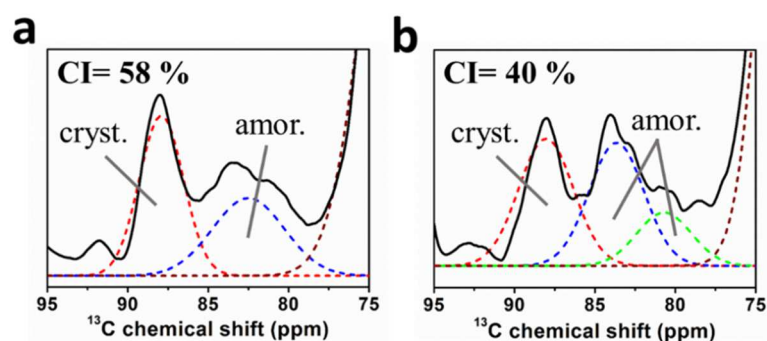 a
CI= 58 %
cryst.
amor.
95 90 85 80 75
¹³C chemical shift (ppm)
b
CI= 40 %
cryst.
amor.
95 90 85 80 75
¹³C chemical shift (ppm)